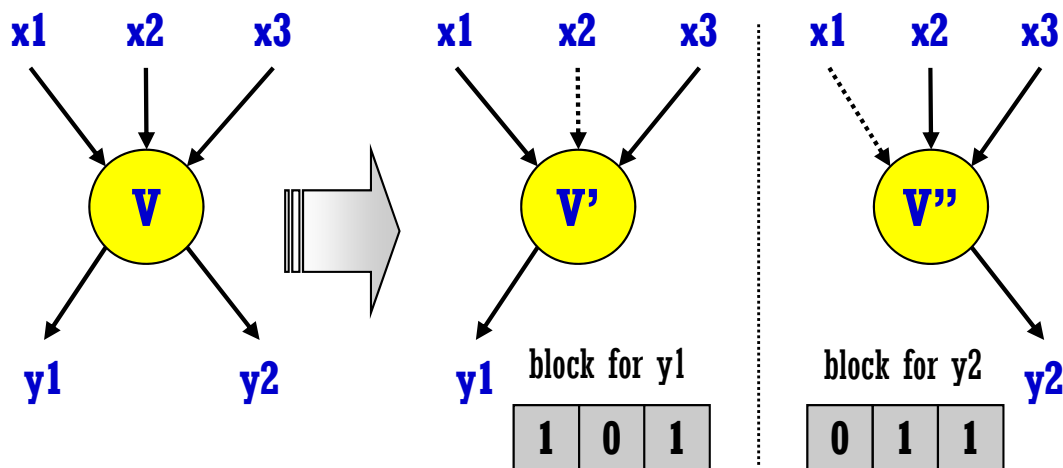 x1 x2 x3 x1 x2 x3 x1 x2 x3
V V' V”
y1 y2 y1 block for y1 block for y2 y2
1 0 1 0 1 1